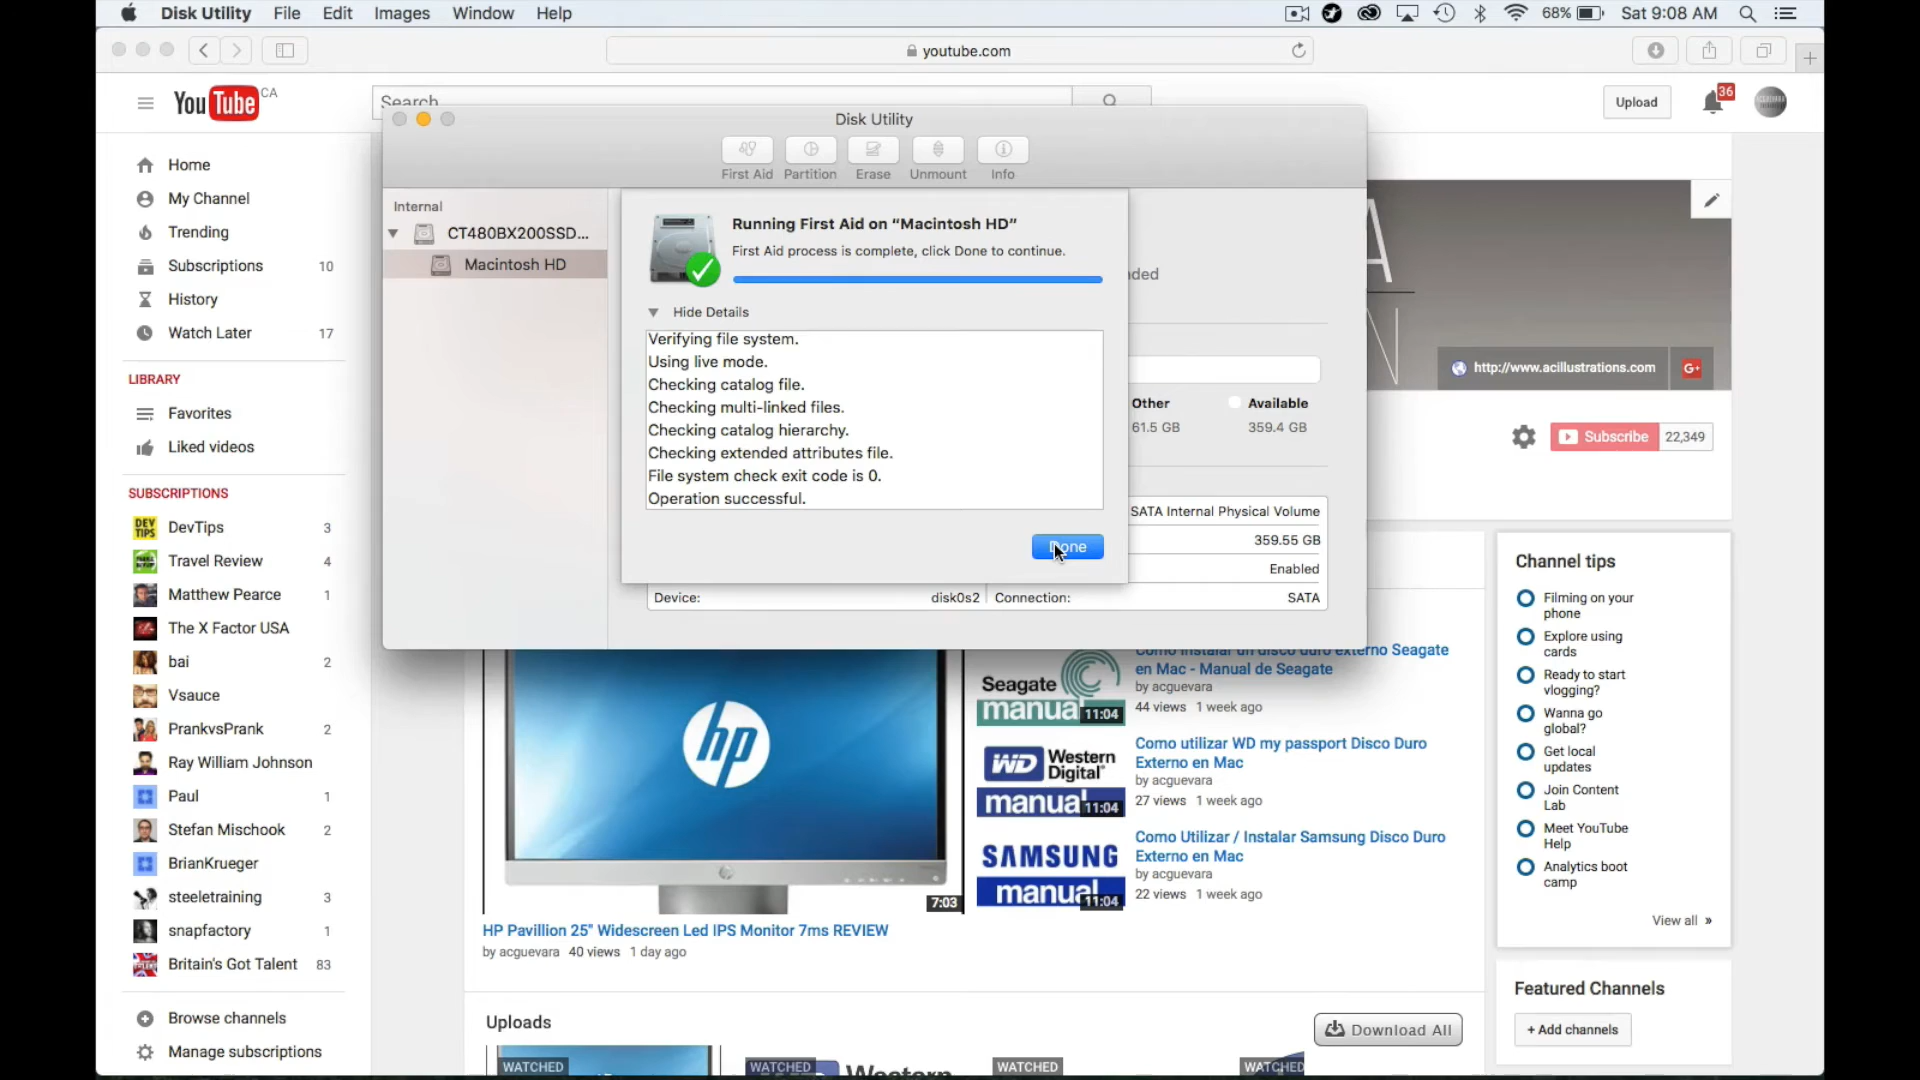 Disk Utility File Edit Images Window Help
68% Sat 9:08 AM
youtube.com
YouTube CA
Search
Upload
36
Disk Utility
First Aid Partition Erase Unmount Info
Home
My Channel
Trending
Subscriptions 10
History
Watch Later 17
LIBRARY
Favorites
Liked videos
SUBSCRIPTIONS
DevTips 3
Travel Review 4
Matthew Pearce 1
The X Factor USA
bai 2
Vsauce
PrankvsPrank 2
Ray William Johnson
Paul 1
Stefan Mischook 2
BrianKrueger
steeletraining 3
snapfactory 1
Britain's Got Talent 83
Browse channels
Manage subscriptions
DEV
TIPS
Internal
CT480BX200SSD...
Macintosh HD
Running First Aid on “Macintosh HD”
First Aid process is complete, click Done to continue.
Hide Details
Verifying file system.
Using live mode.
Checking catalog file.
Checking multi-linked files.
Checking catalog hierarchy.
Checking extended attributes file.
File system check exit code is 0.
Operation successful.
Done
nded
Other
61.5 GB
Available
359.4 GB
SATA Internal Physical Volume
359.55 GB
Enabled
Device: disk0s2 Connection: SATA
A
N
http://www.acillustrations.com
G+
Subscribe 22,349
hp
7:03
HP Pavillion 25" Widescreen Led IPS Monitor 7ms REVIEW
by acguevara 40 views 1 day ago
Seagate
manual 11:04
Como instalar un disco duro externo Seagate
en Mac - Manual de Seagate
by acguevara
44 views 1 week ago
WD Western
Digital
manual 11:04
Como utilizar WD my passport Disco Duro
Externo en Mac
by acguevara
27 views 1 week ago
SAMSUNG
manual 11:04
Como Utilizar / Instalar Samsung Disco Duro
Externo en Mac
by acguevara
22 views 1 week ago
Uploads
Download All
WATCHED
WATCHED
Western
WATCHED
WATCHED
Channel tips
Filming on your
phone
Explore using
cards
Ready to start
vlogging?
Wanna go
global?
Get local
updates
Join Content
Lab
Meet YouTube
Help
Analytics boot
camp
View all »
Featured Channels
+ Add channels